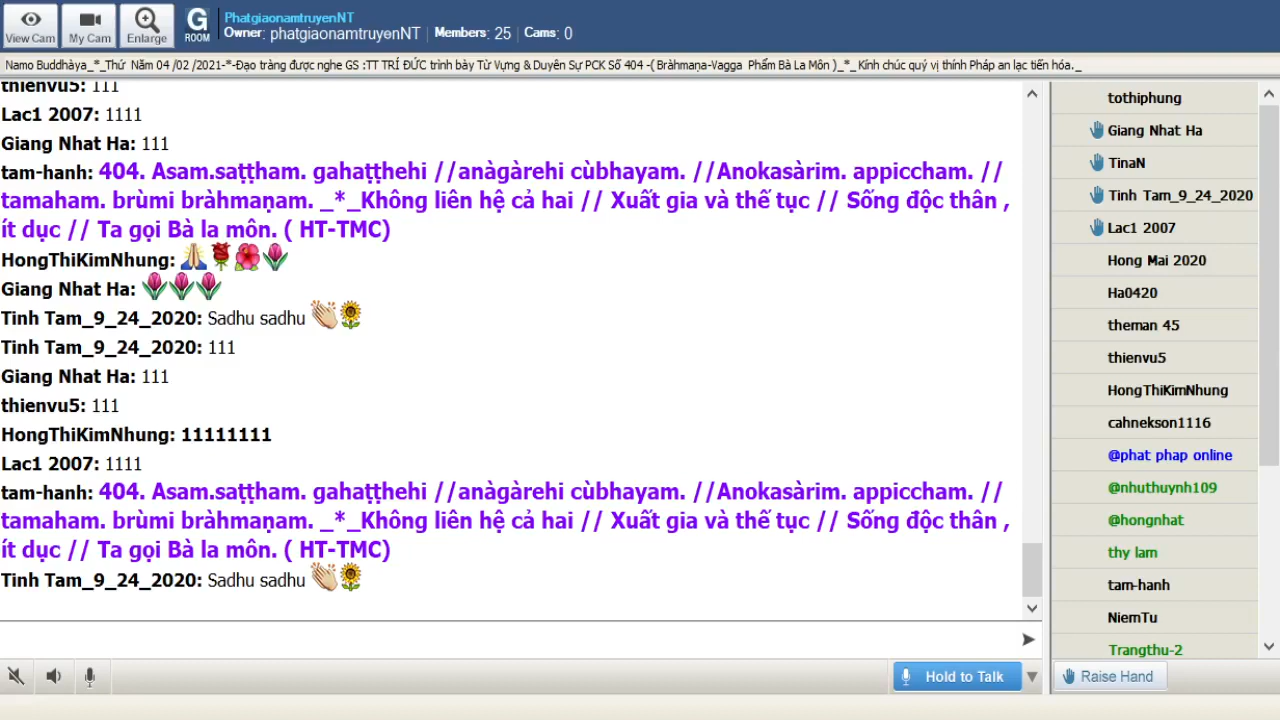 View Cam
My Cam
Enlarge
G
ROOM
PhatgiaonamtruyenNT
Owner: phatgiaonamtruyenNT | Members: 25 | Cams: 0
Namo Buddhàya_*_Thứ Năm 04 /02 /2021-*-Đạo tràng được nghe GS :TT TRÍ ĐỨC trình bày Từ Vựng & Duyên Sự PCK Số 404 -( Bràhmaṇa-Vagga Phẩm Bà La Môn )_*_ Kính chúc quý vị thính Pháp an lạc tiến hóa._
thienvu5: 111
Lac1 2007: 1111
Giang Nhat Ha: 111
tam-hanh: 404. Asam.saṭṭham. gahaṭṭhehi //anàgàrehi cùbhayam. //Anokasàrim. appiccham. //
tamaham. brùmi bràhmaṇam. _*_Không liên hệ cả hai // Xuất gia và thế tục // Sống độc thân ,
ít dục // Ta gọi Bà la môn. ( HT-TMC)
HongThiKimNhung:
Giang Nhat Ha:
Tinh Tam_9_24_2020: Sadhu sadhu
Tinh Tam_9_24_2020: 111
Giang Nhat Ha: 111
thienvu5: 111
HongThiKimNhung: 11111111
Lac1 2007: 1111
tam-hanh: 404. Asam.saṭṭham. gahaṭṭhehi //anàgàrehi cùbhayam. //Anokasàrim. appiccham. //
tamaham. brùmi bràhmaṇam. _*_Không liên hệ cả hai // Xuất gia và thế tục // Sống độc thân ,
ít dục // Ta gọi Bà la môn. ( HT-TMC)
Tinh Tam_9_24_2020: Sadhu sadhu
Hold to Talk
tothiphung
Giang Nhat Ha
TinaN
Tinh Tam_9_24_2020
Lac1 2007
Hong Mai 2020
Ha0420
theman 45
thienvu5
HongThiKimNhung
cahnekson1116
@phat phap online
@nhuthuynh109
@hongnhat
thy lam
tam-hanh
NiemTu
Trangthu-2
Raise Hand